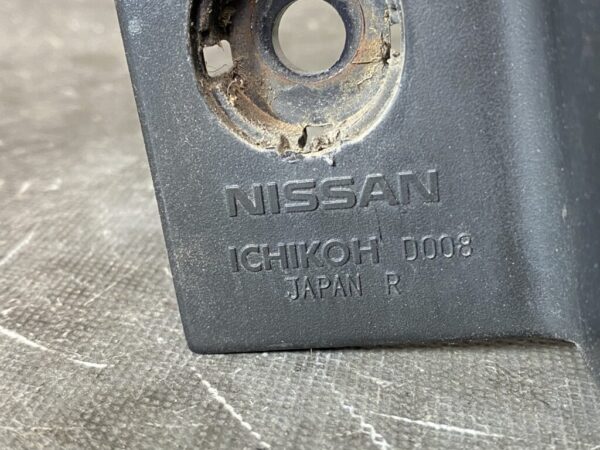 NISSAN
ICHIKOH D008
JAPAN R